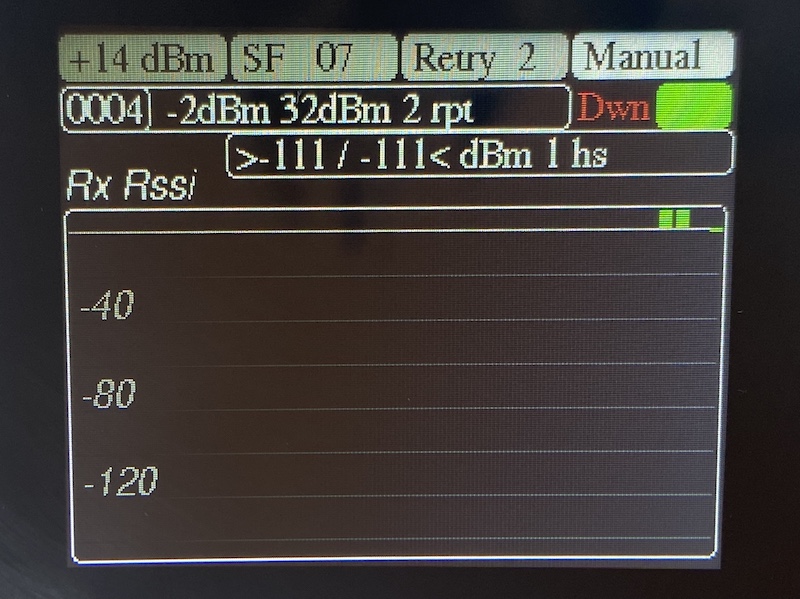 +14 dBm SF 07 Retry 2 Manual
0004 -2dBm 32dBm 2 rpt Dwn
>-111 / -111< dBm 1 hs
Rx Rssi
-40
-80
-120